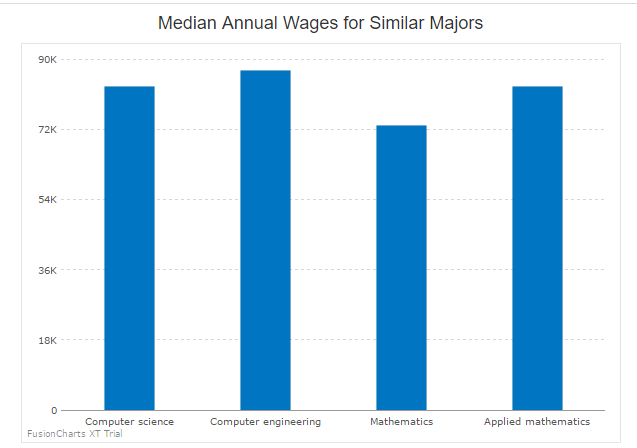 Median Annual Wages for Similar Majors
90K
72K
54K
36K
18K
0
Computer science Computer engineering Mathematics Applied mathematics
FusionCharts XT Trial